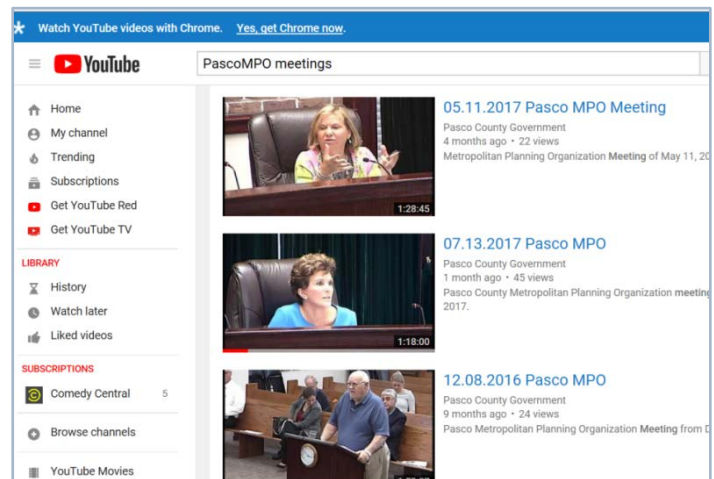 Watch YouTube videos with Chrome. Yes, get Chrome now.
YouTube
PascoMPO meetings
Home
My channel
Trending
Subscriptions
Get YouTube Red
Get YouTube TV
LIBRARY
History
Watch later
Liked videos
SUBSCRIPTIONS
Comedy Central 5
Browse channels
YouTube Movies
1:28:45
05.11.2017 Pasco MPO Meeting
Pasco County Government
4 months ago • 22 views
Metropolitan Planning Organization Meeting of May 11, 20
1:18:00
07.13.2017 Pasco MPO
Pasco County Government
1 month ago • 45 views
Pasco County Metropolitan Planning Organization meeting
2017.
12.08.2016 Pasco MPO
Pasco County Government
9 months ago • 24 views
Pasco Metropolitan Planning Organization Meeting from D